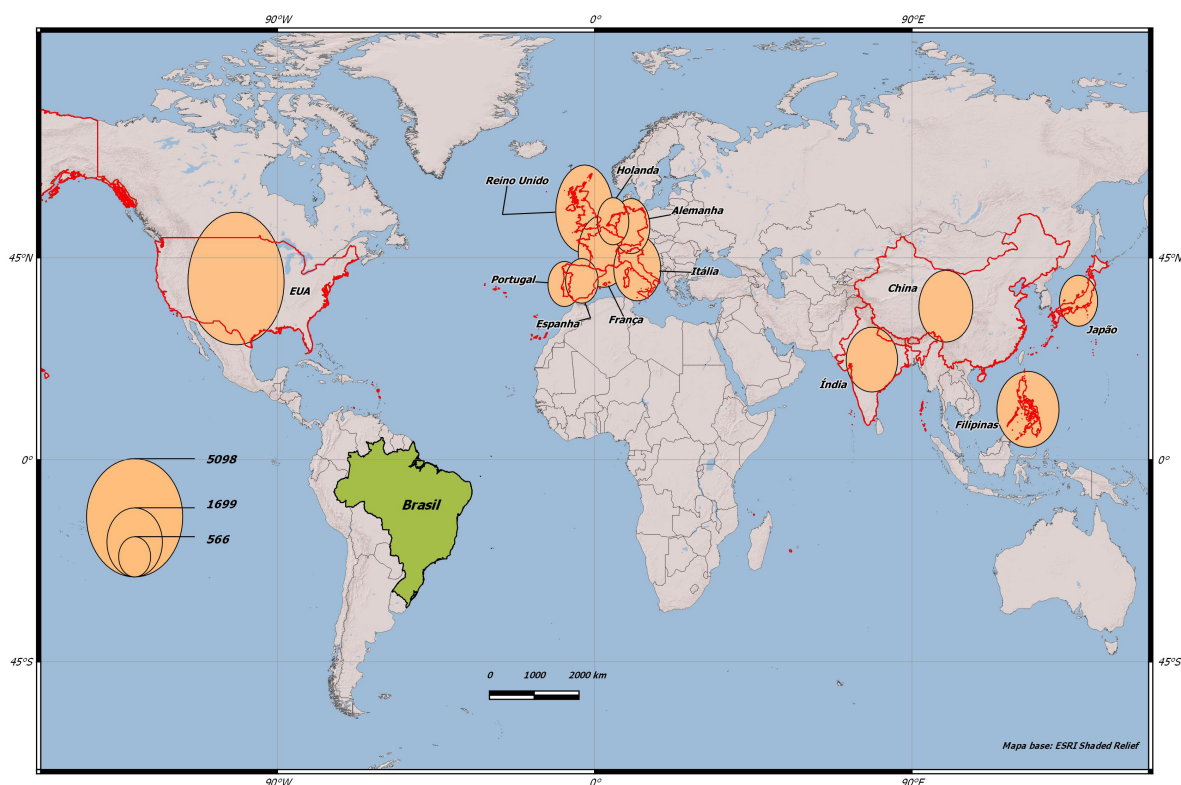 90°W 0° 90°E
Holanda
Reino Unido
Alemanha
45°N 45°N
Itália
Portugal
EUA
China
Espanha
França
Japão
Índia
Filipinas
0° 0°
5098
Brasil
1699
566
45°S 45°S
0 1000 2000 km
Mapa base: ESRI Shaded Relief
90°W 0° 90°E